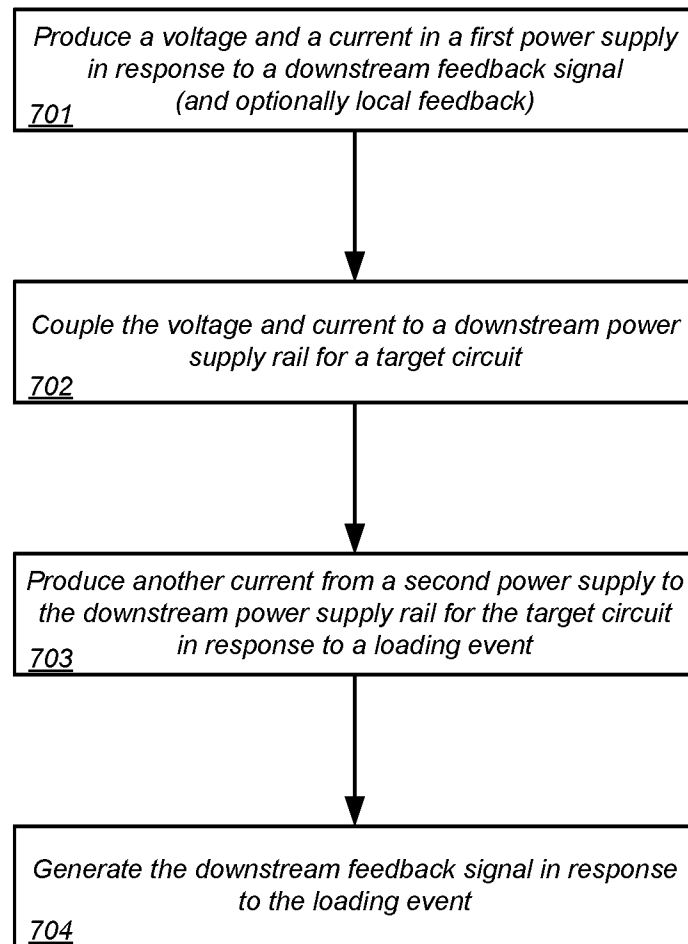 Produce a voltage and a current in a first power supply
in response to a downstream feedback signal
(and optionally local feedback)
701
Couple the voltage and current to a downstream power
supply rail for a target circuit
702
Produce another current from a second power supply to
the downstream power supply rail for the target circuit
in response to a loading event
703
Generate the downstream feedback signal in response
to the loading event
704